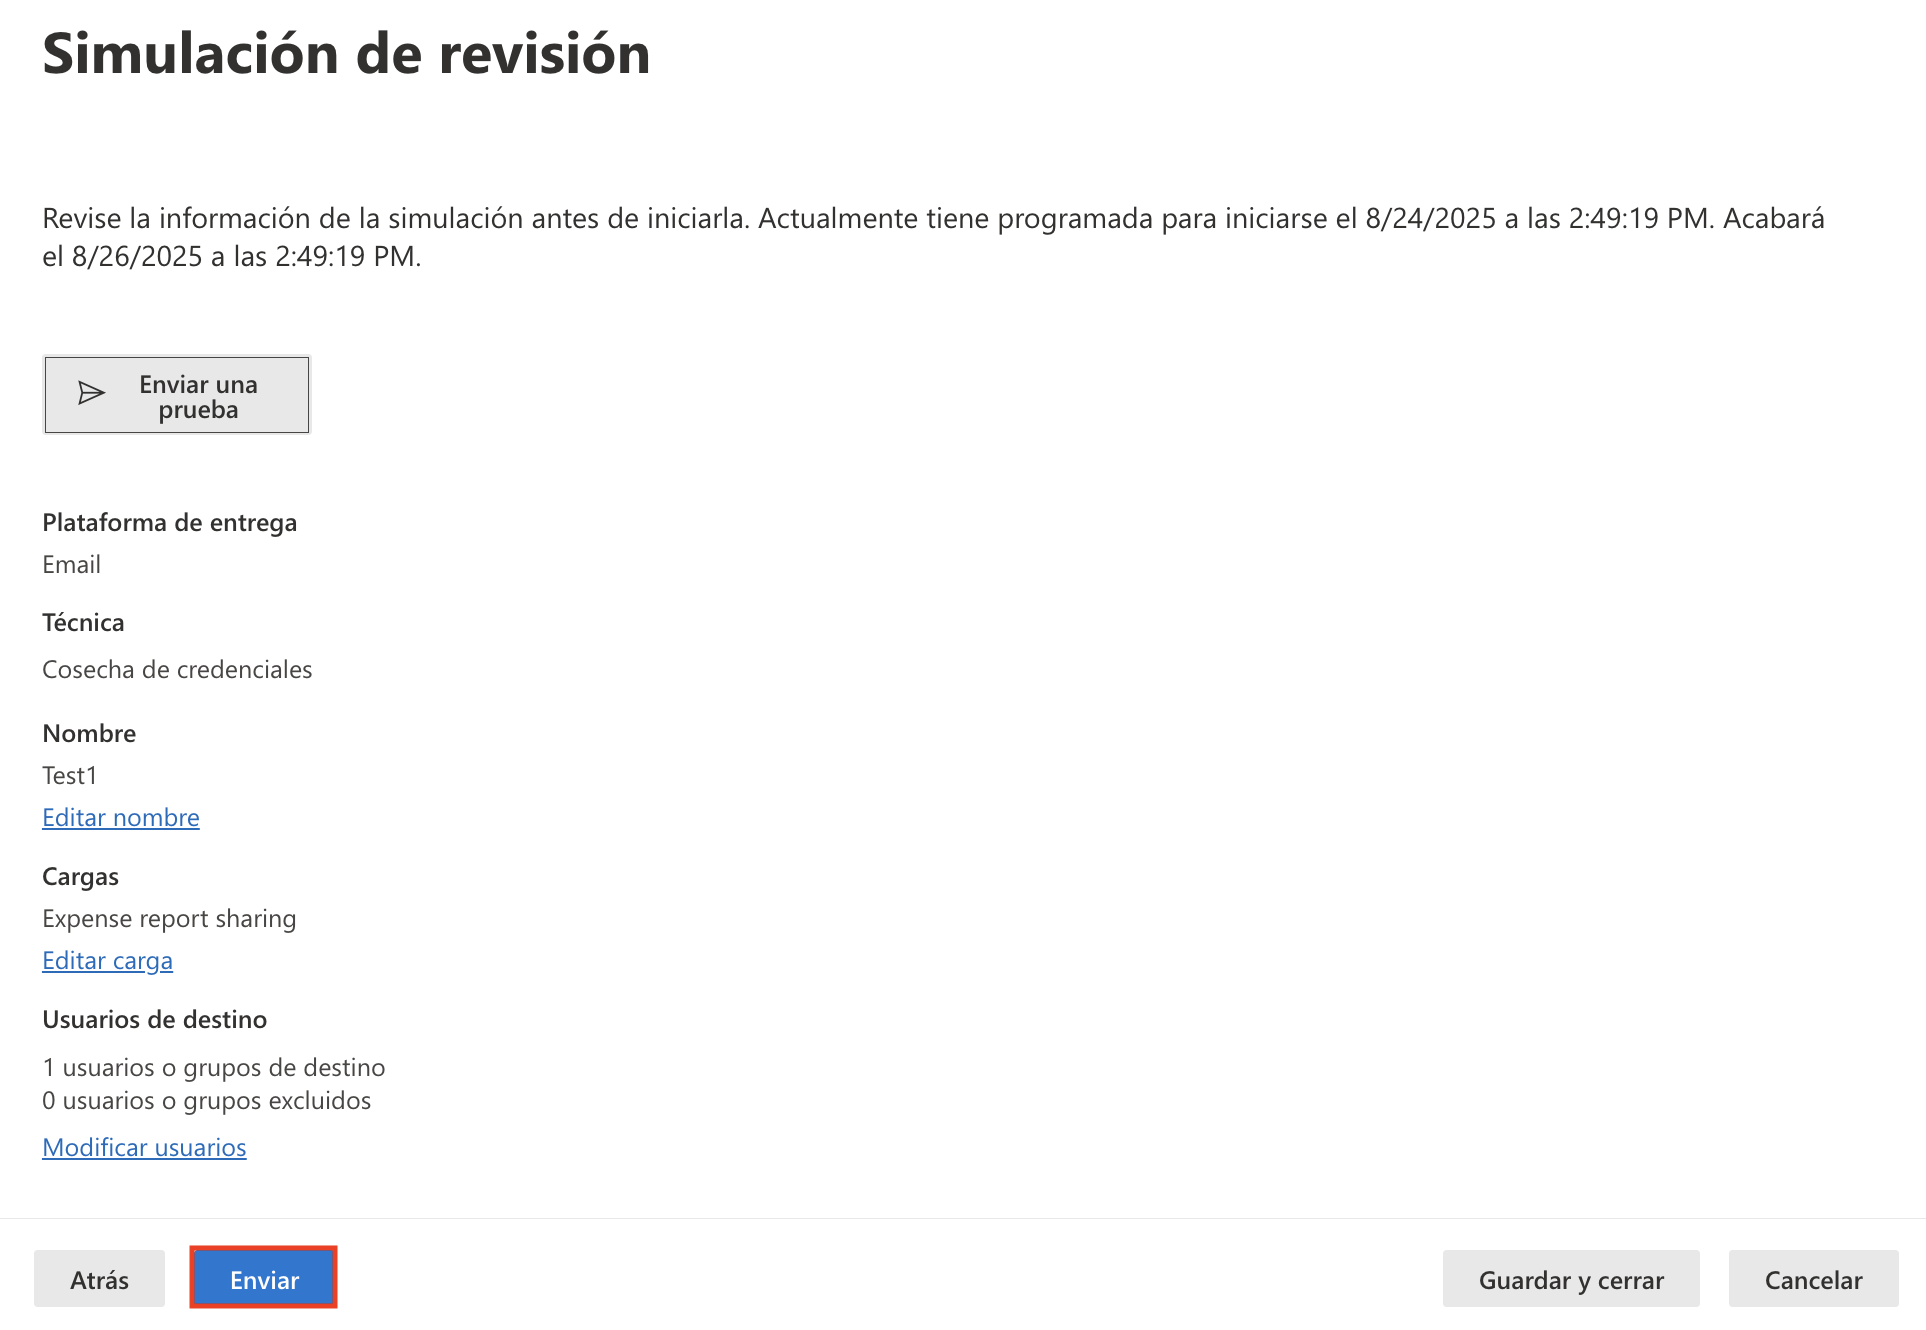 Simulación de revisión
Revise la información de la simulación antes de iniciarla. Actualmente tiene programada para iniciarse el 8/24/2025 a las 2:49:19 PM. Acabará
el 8/26/2025 a las 2:49:19 PM.
Enviar una
prueba
Plataforma de entrega
Email
Técnica
Cosecha de credenciales
Nombre
Test1
Editar nombre
Cargas
Expense report sharing
Editar carga
Usuarios de destino
1 usuarios o grupos de destino
0 usuarios o grupos excluidos
Modificar usuarios
Atrás
Enviar
Guardar y cerrar
Cancelar